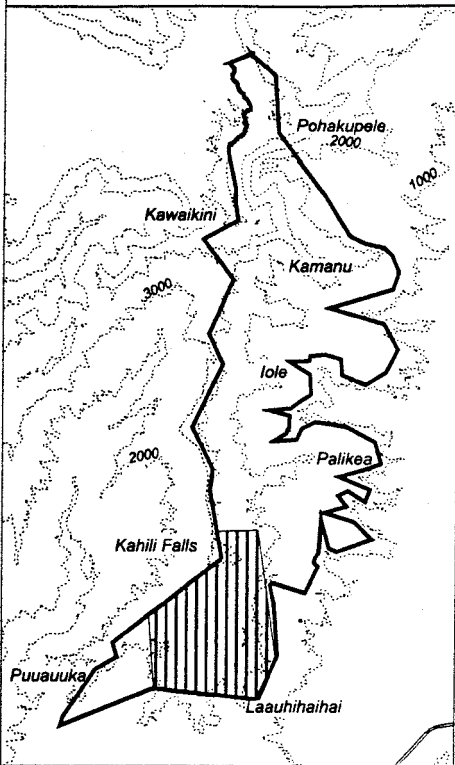 Pohakupele
2000
1000
Kawaikini
Kamanu
3000
Iole
2000
Palikea
Kahili Falls
Puuauuka
Laauhihaihai